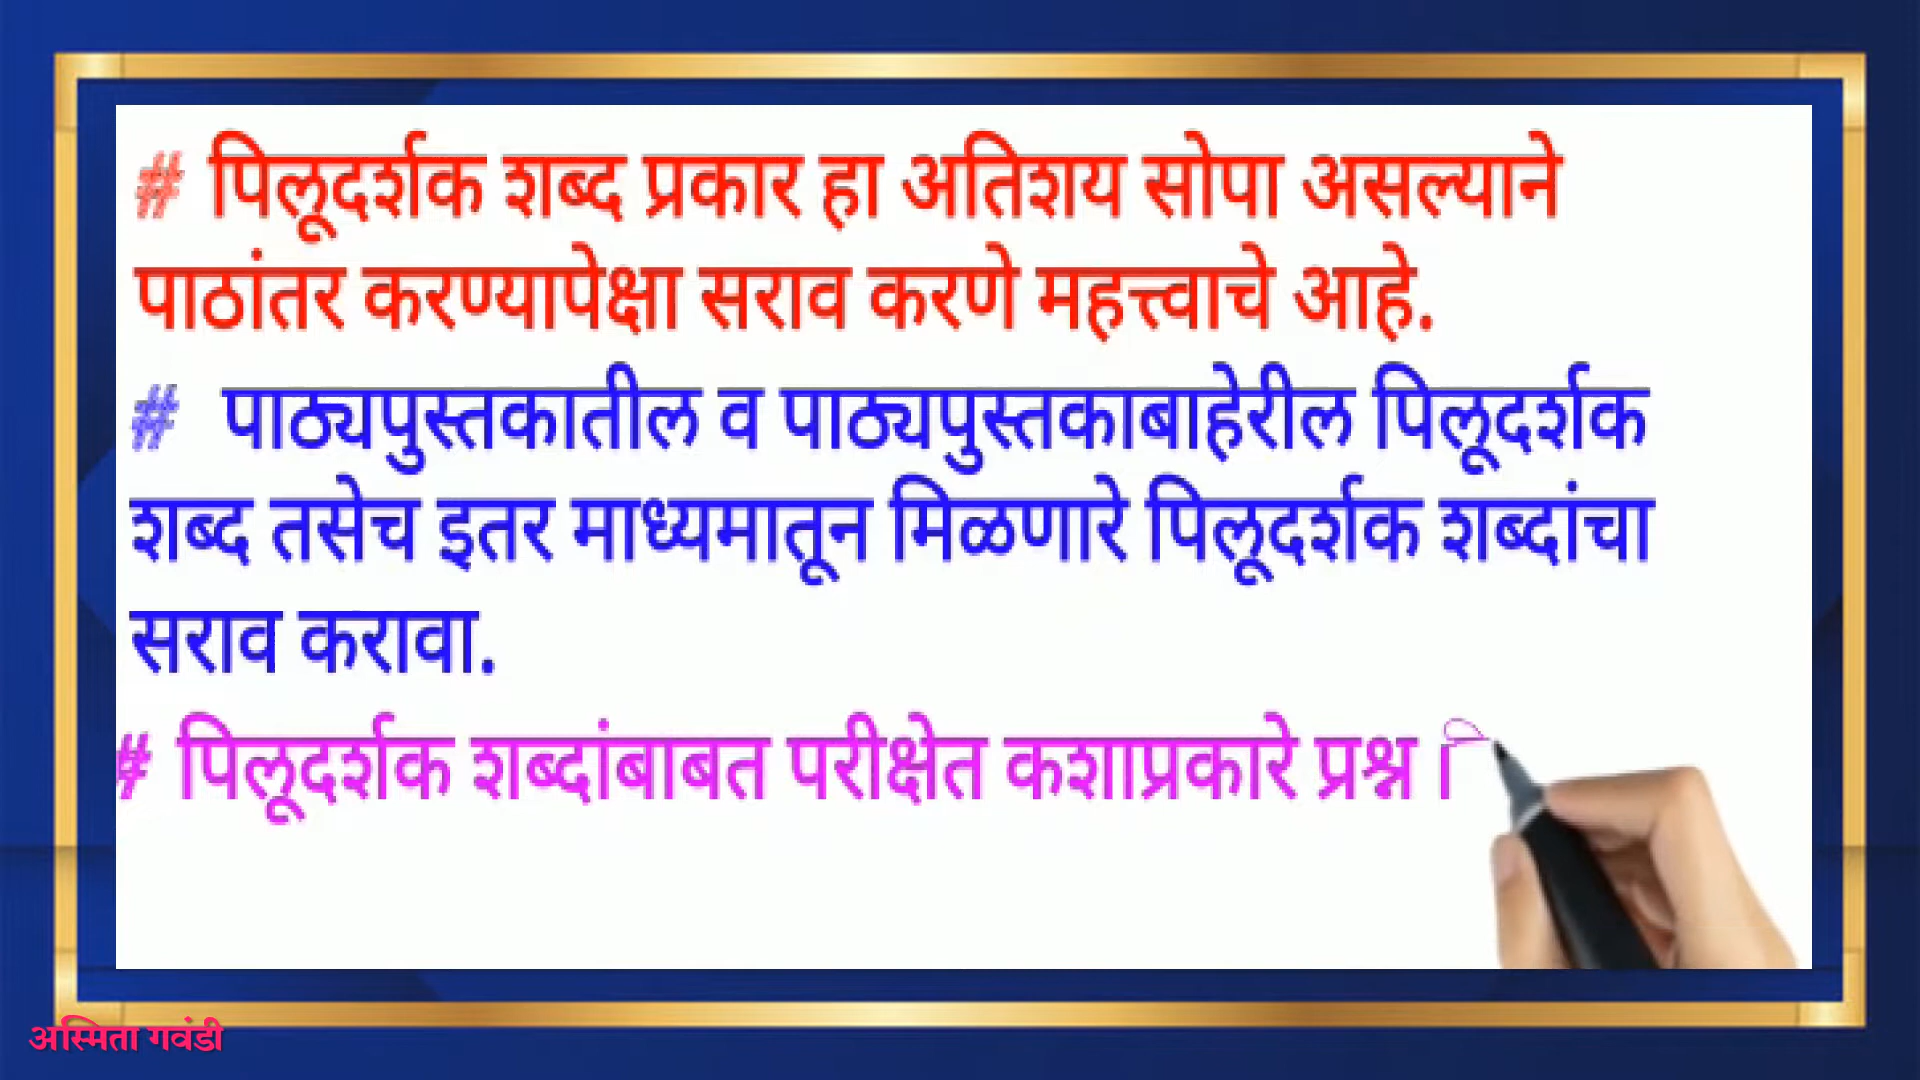 # पिलूदर्शक शब्द प्रकार हा अतिशय सोपा असल्याने
पाठांतर करण्यापेक्षा सराव करणे महत्त्वाचे आहे.
# पाठ्यपुस्तकातील व पाठ्यपुस्तकाबाहेरील पिलूदर्शक
शब्द तसेच इतर माध्यमातून मिळणारे पिलूदर्शक शब्दांचा
सराव करावा.
# पिलूदर्शक शब्दांबाबत परीक्षेत कशाप्रकारे प्रश्न
अस्मिता गवंडी